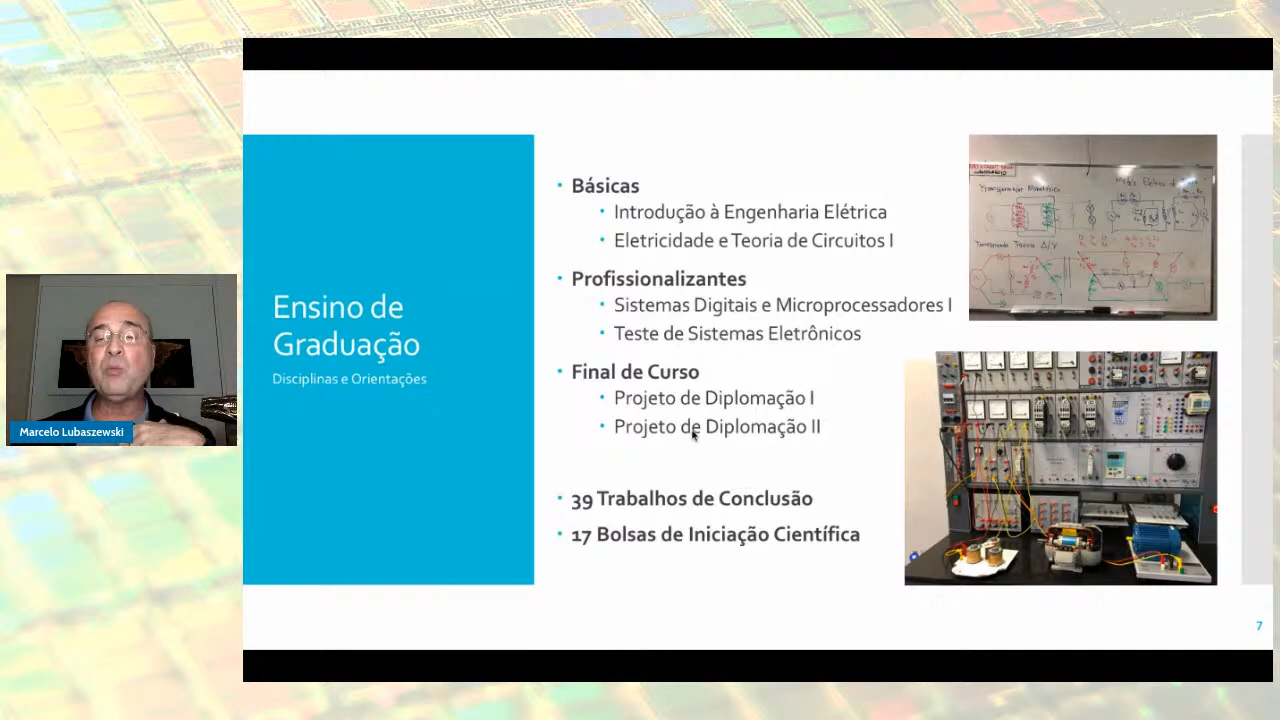 Ensino de
Graduação
Disciplinas e Orientações
Básicas
Introdução à Engenharia Elétrica
Eletricidade e Teoria de Circuitos I
Profissionalizantes
Sistemas Digitais e Microprocessadores I
Teste de Sistemas Eletrônicos
Final de Curso
Projeto de Diplomação I
Projeto de Diplomação II
39 Trabalhos de Conclusão
17 Bolsas de Iniciação Científica
Transformador Monofásico
7
Marcelo Lubaszewski